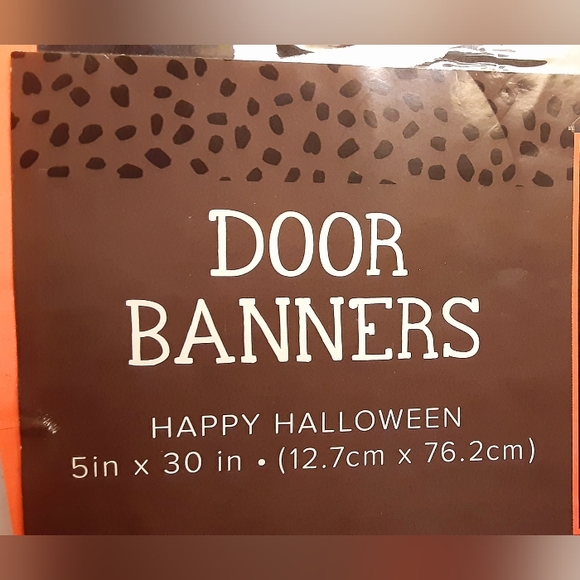 DOOR
BANNERS
HAPPY HALLOWEEN
5in x 30 in • (12.7cm x 76.2cm)